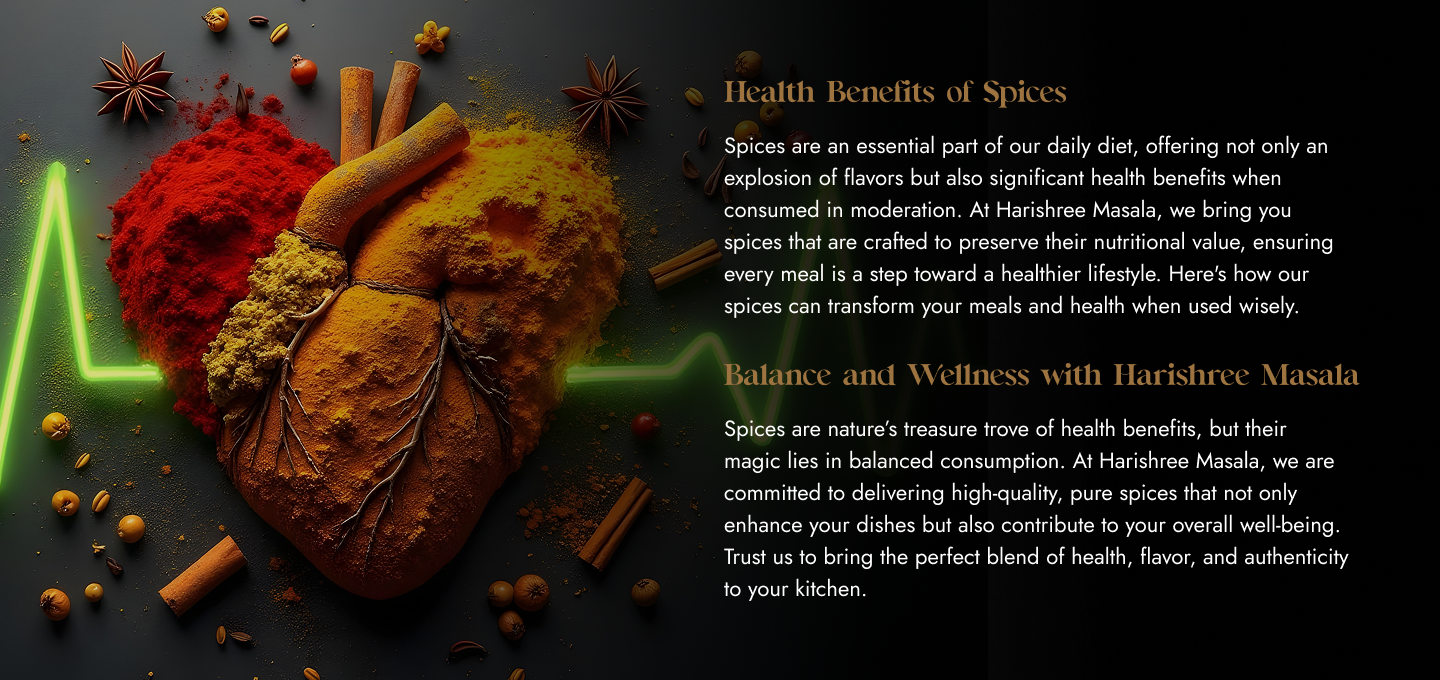 Health Benefits of Spices
Spices are an essential part of our daily diet, offering not only an
explosion of flavors but also significant health benefits when
consumed in moderation. At Harishree Masala, we bring you
spices that are crafted to preserve their nutritional value, ensuring
every meal is a step toward a healthier lifestyle. Here's how our
spices can transform your meals and health when used wisely.
Balance and Wellness with Harishree Masala
Spices are nature’s treasure trove of health benefits, but their
magic lies in balanced consumption. At Harishree Masala, we are
committed to delivering high-quality, pure spices that not only
enhance your dishes but also contribute to your overall well-being.
Trust us to bring the perfect blend of health, flavor, and authenticity
to your kitchen.